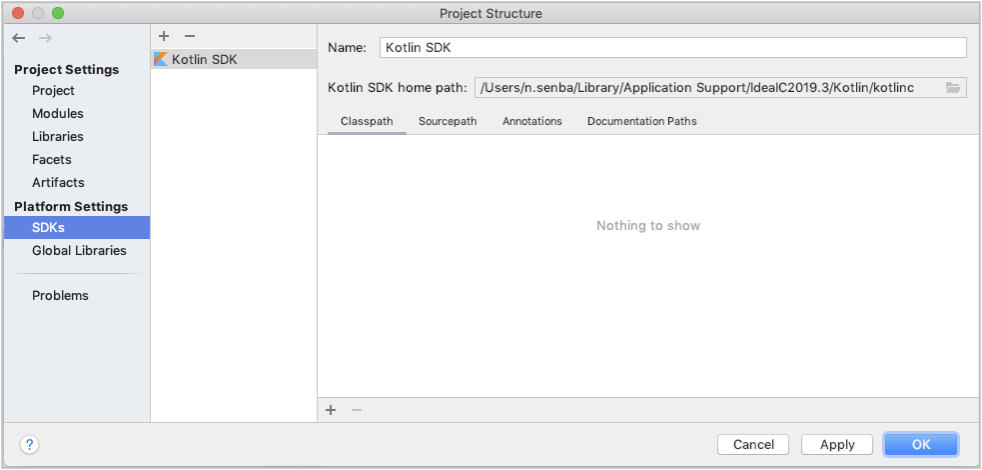 Project Structure
Project Settings
Project
Modules
Libraries
Facets
Artifacts
Platform Settings
SDKs
Global Libraries
Problems
Kotlin SDK
Name: Kotlin SDK
Kotlin SDK home path: /Users/n.senba/Library/Application Support/IdeaIC2019.3/Kotlin/kotlinc
Classpath Sourcepath Annotations Documentation Paths
Nothing to show
? Cancel Apply OK